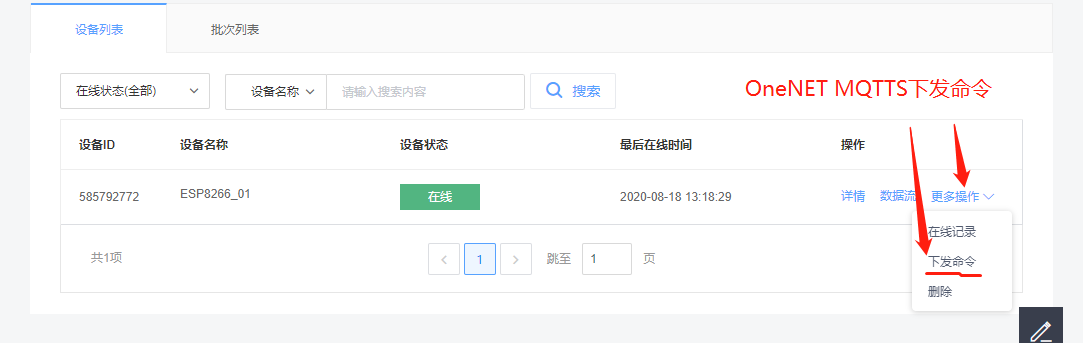 设备列表 批次列表
在线状态(全部) 设备名称 请输入搜索内容 搜索 OneNET MQTTS下发命令
设备ID 设备名称 设备状态 最后在线时间 操作
585792772 ESP8266_01 在线 2020-08-18 13:18:29 详情 数据流 更多操作
在线记录
共1项 1 跳至 1 页 下发命令
删除